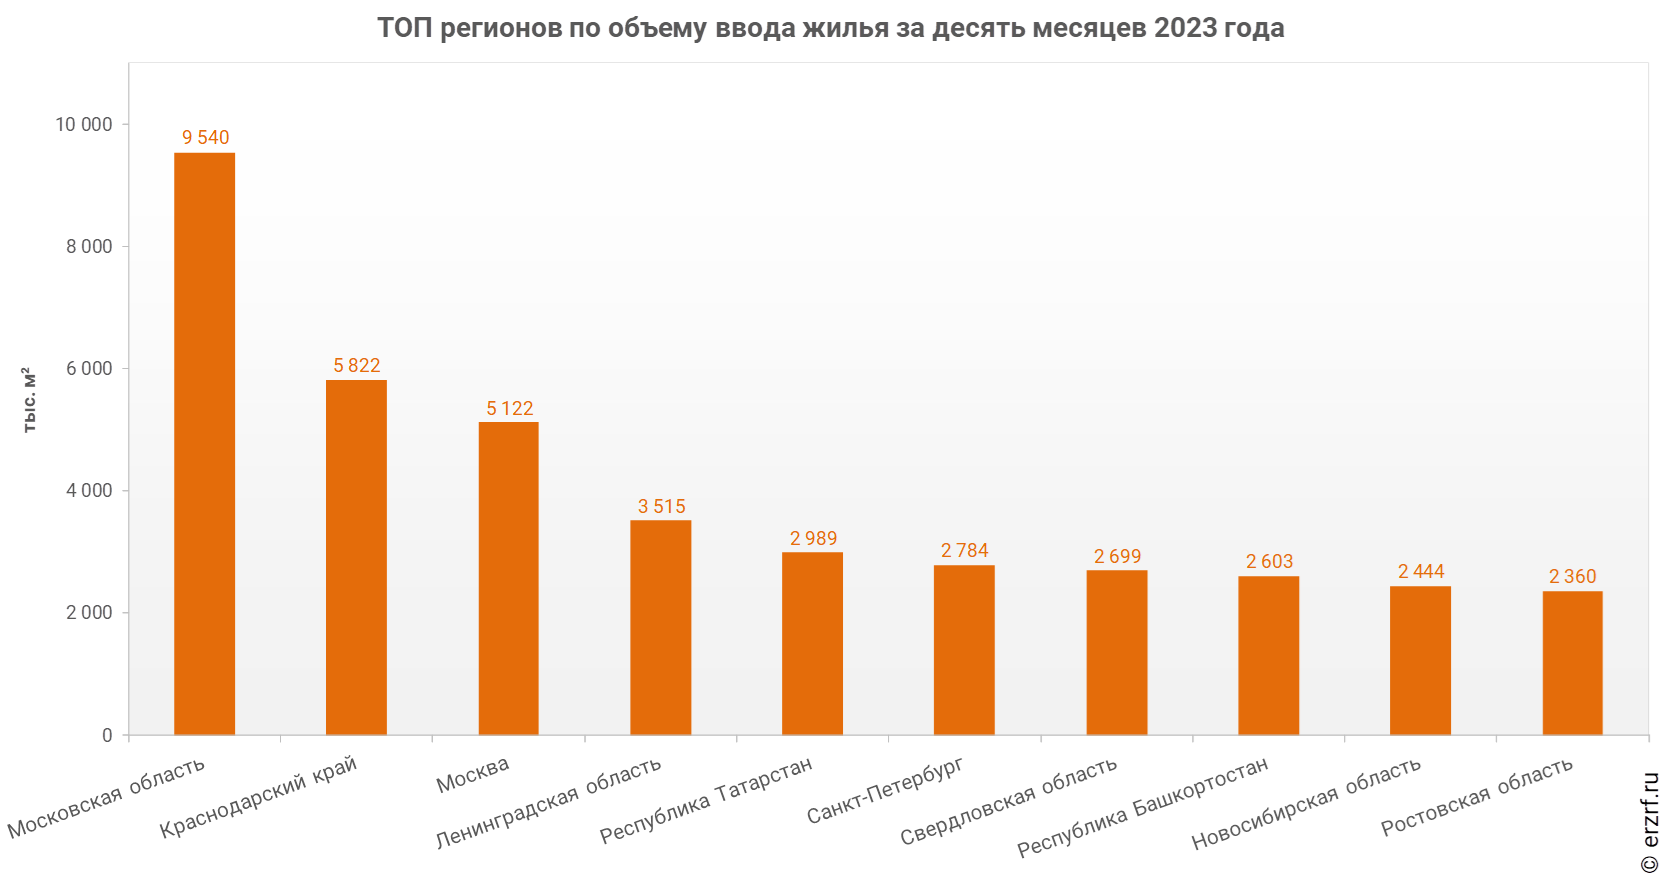 ТОП регионов по объему ввода жилья за десять месяцев 2023 года
тыс. м²
10 000
8 000
6 000
4 000
2 000
0
9 540
5 822
5 122
3 515
2 989
2 784
2 699
2 603
2 444
2 360
Московская область
Краснодарский край
Москва
Ленинградская область
Республика Татарстан
Санкт-Петербург
Свердловская область
Республика Башкортостан
Новосибирская область
Ростовская область
© erzrf.ru